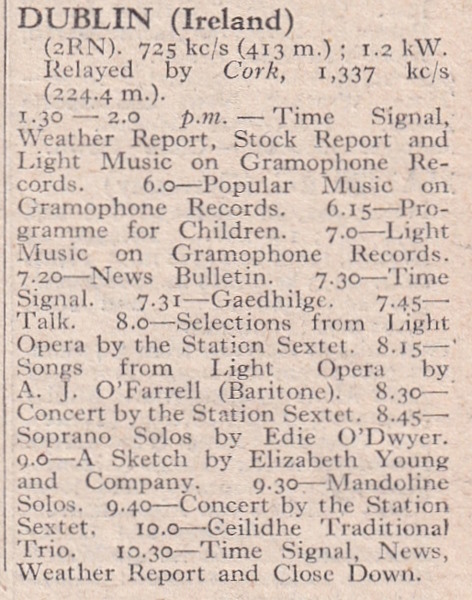 DUBLIN (Ireland)
(2RN). 725 kc/s (413 m.) ; 1.2 kW.
Relayed by Cork, 1,337 kc/s
(224.4 m.).
1.30 — 2.0 p.m. — Time Signal,
Weather Report, Stock Report and
Light Music on Gramophone Re-
cords. 6.0—Popular Music on
Gramophone Records. 6.15—Pro-
gramme for Children. 7.0—Light
Music on Gramophone Records.
7.20—News Bulletin. 7.30—Time
Signal. 7.31—Gaedhilge. 7.45—
Talk. 8.0—Selections from Light
Opera by the Station Sextet. 8.15—
Songs from Light Opera by
A. J. O'Farrell (Baritone). 8.30—
Concert by the Station Sextet. 8.45—
Soprano Solos by Edie O'Dwyer.
9.0—A Sketch by Elizabeth Young
and Company. 9.30—Mandoline
Solos. 9.40—Concert by the Station
Sextet. 10.0—Ceilidhe Traditional
Trio. 10.30—Time Signal, News,
Weather Report and Close Down.